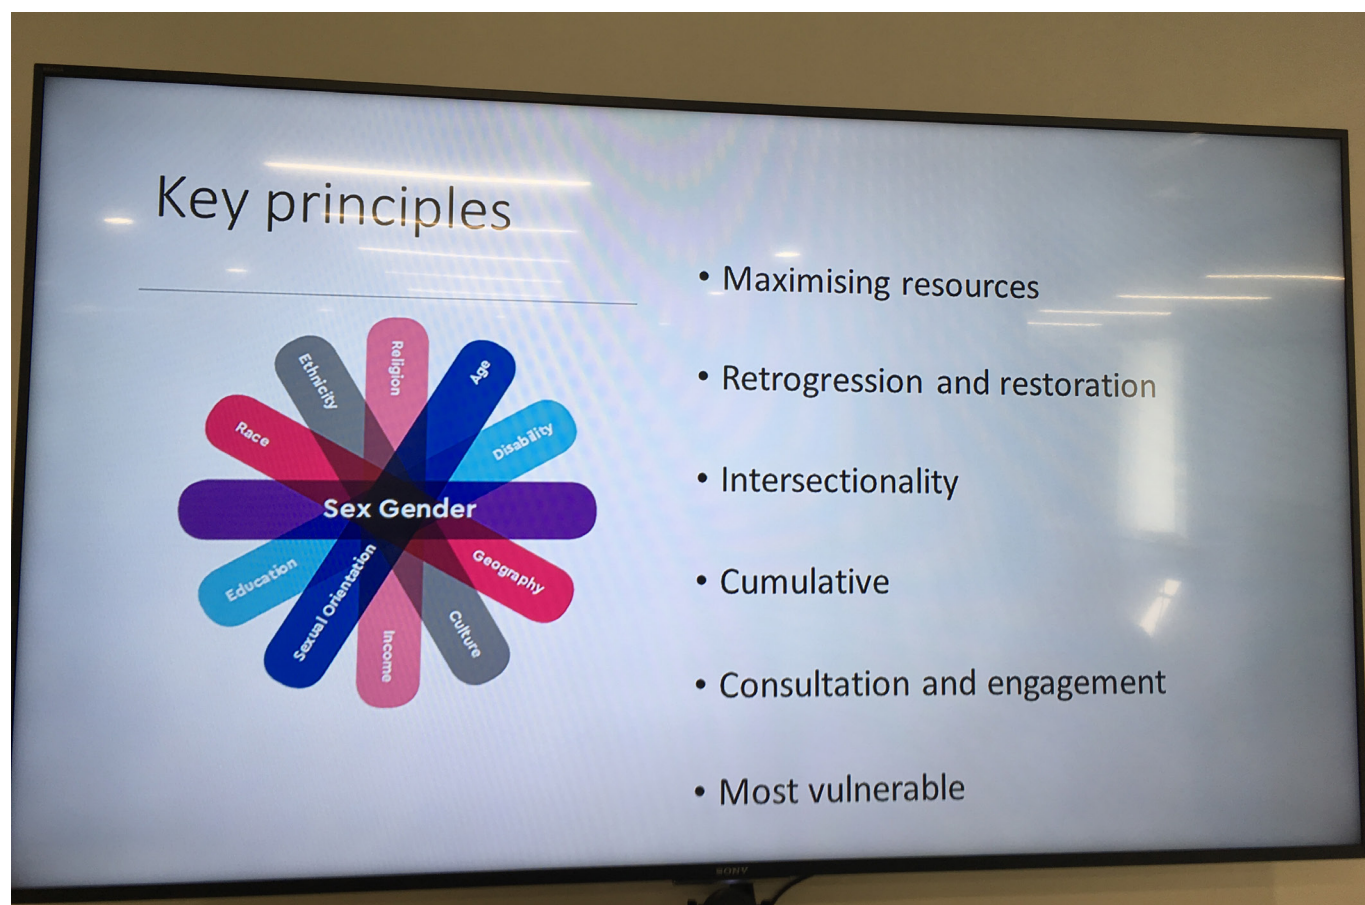 Key principles
Ethnicity
Religion
Age
Race
Disability
Sex Gender
Education
Geography
Sexual Orientation
Income
Culture
• Maximising resources
• Retrogression and restoration
• Intersectionality
• Cumulative
• Consultation and engagement
• Most vulnerable
SONY